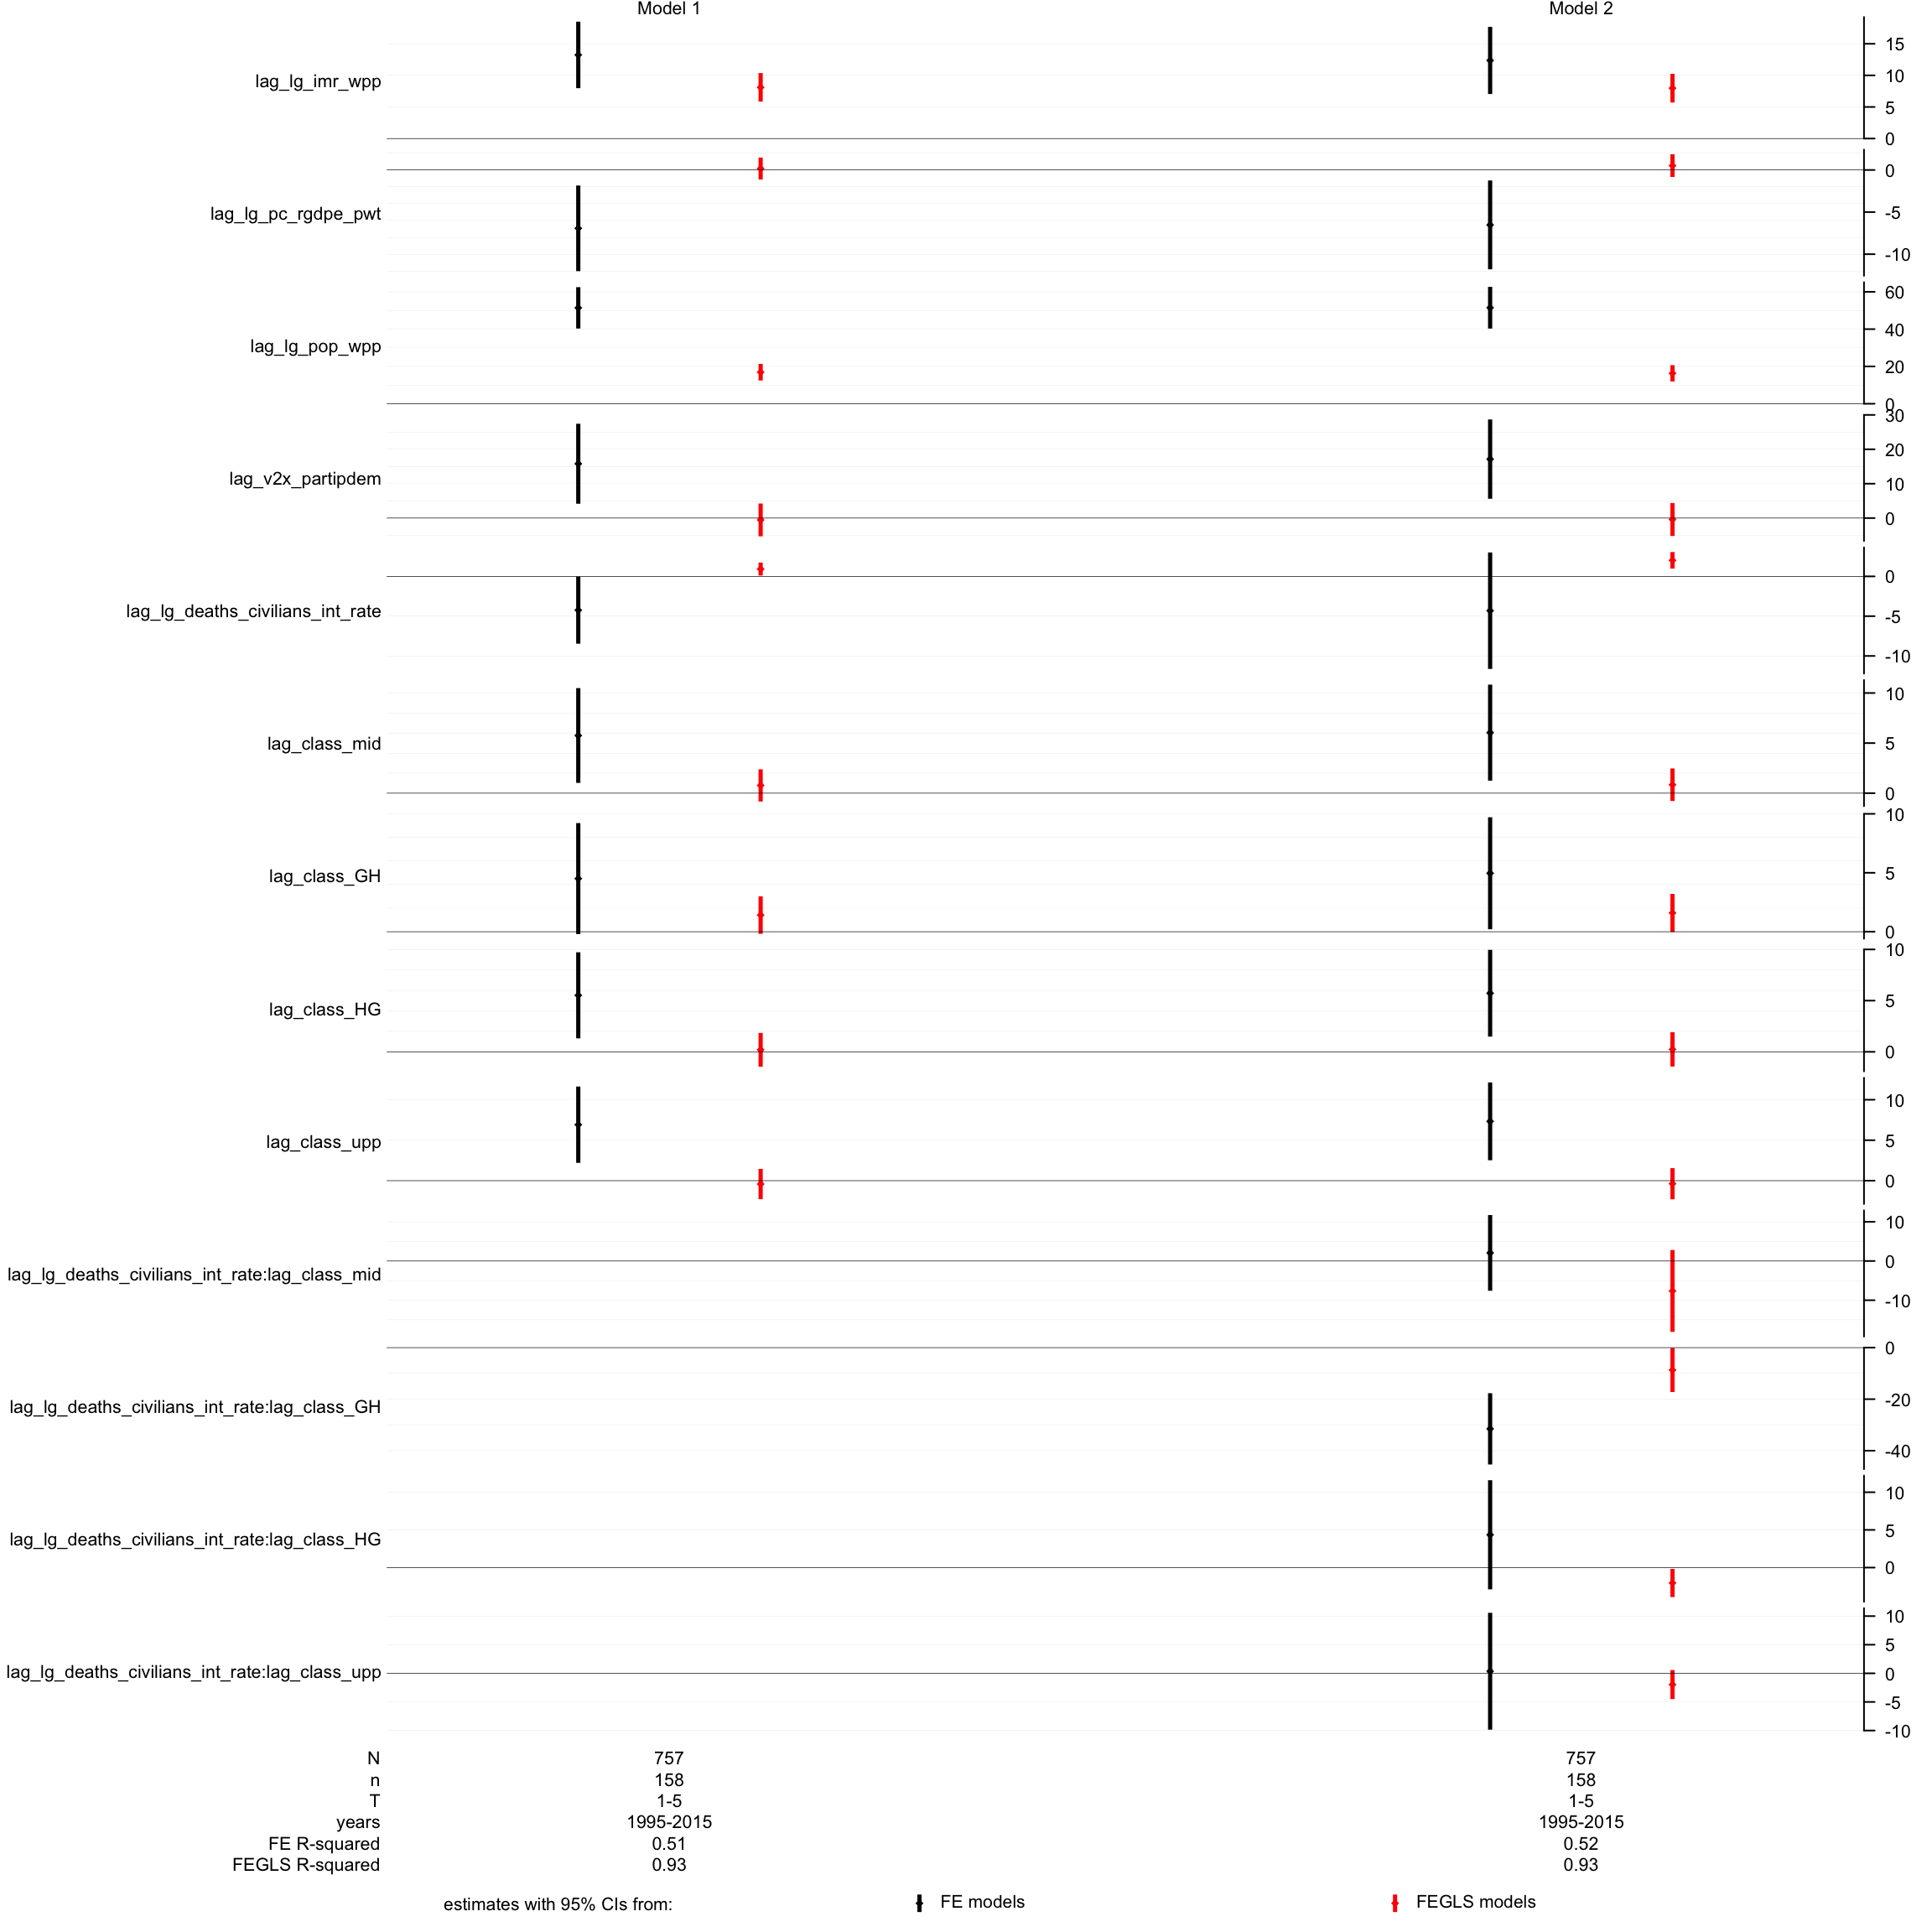 Model 1 Model 2
15
10
lag_lg_imr_wpp
5
0
0
lag_lg_pc_rgdpe_pwt
-5
-10
60
40
lag_lg_pop_wpp
20
0
30
20
lag_v2x_partipdem
10
0
0
lag_lg_deaths_civilians_int_rate
-5
-10
10
lag_class_mid
5
0
10
lag_class_GH
5
0
10
lag_class_HG
5
0
10
lag_class_upp
5
0
10
0
lag_lg_deaths_civilians_int_rate:lag_class_mid
-10
0
-20
lag_lg_deaths_civilians_int_rate:lag_class_GH
-40
10
5
lag_lg_deaths_civilians_int_rate:lag_class_HG
0
10
5
lag_lg_deaths_civilians_int_rate:lag_class_upp
0
-5
-10
N 757 757
n 158 158
T 1-5 1-5
years 1995-2015 1995-2015
FE R-squared 0.51 0.52
FEGLS R-squared 0.93 0.93
estimates with 95% CIs from: FE models FEGLS models